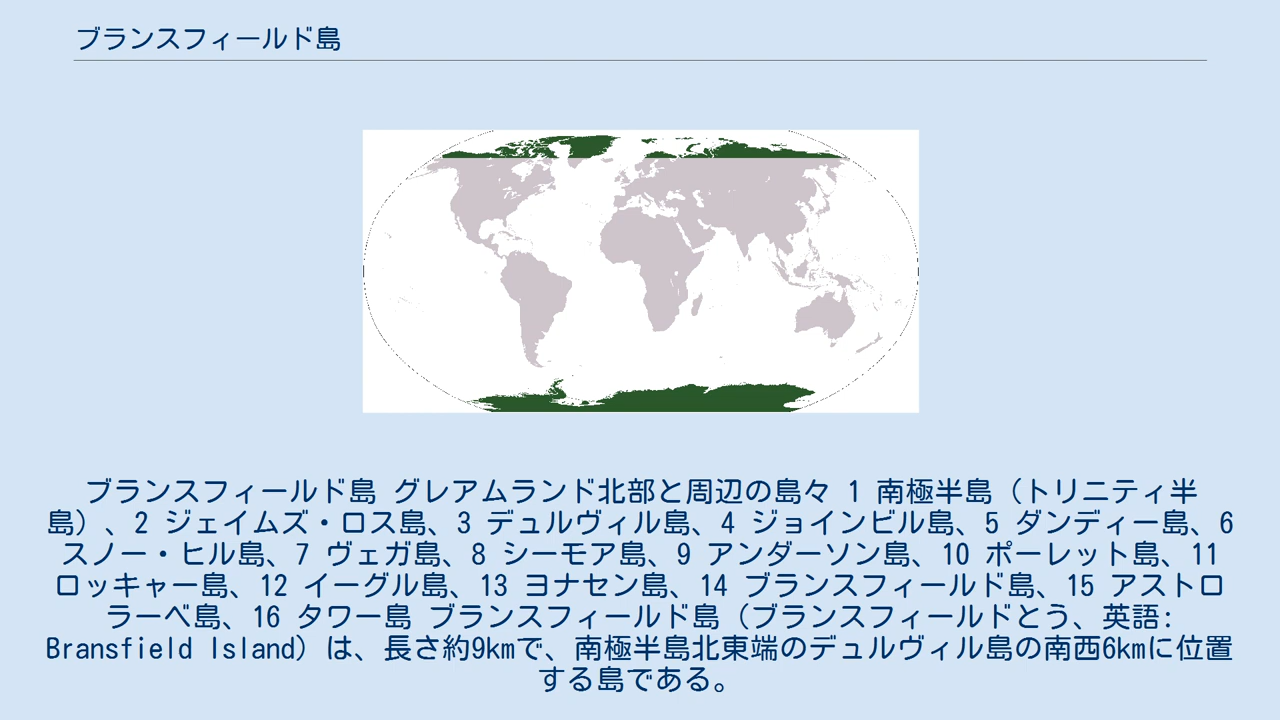 ブランスフィールド島
ブランスフィールド島 グレアムランド北部と周辺の島々 1 南極半島（トリニティ半
島）、2 ジェイムズ・ロス島、3 デュルヴィル島、4 ジョインビル島、5 ダンディー島、6
スノー・ヒル島、7 ヴェガ島、8 シーモア島、9 アンダーソン島、10 ポーレット島、11
ロッキャー島、12 イーグル島、13 ヨナセン島、14 ブランスフィールド島、15 アストロ
ラーベ島、16 タワー島 ブランスフィールド島（ブランスフィールドとう、英語:
Bransfield Island）は、長さ約9kmで、南極半島北東端のデュルヴィル島の南西6kmに位置
する島である。